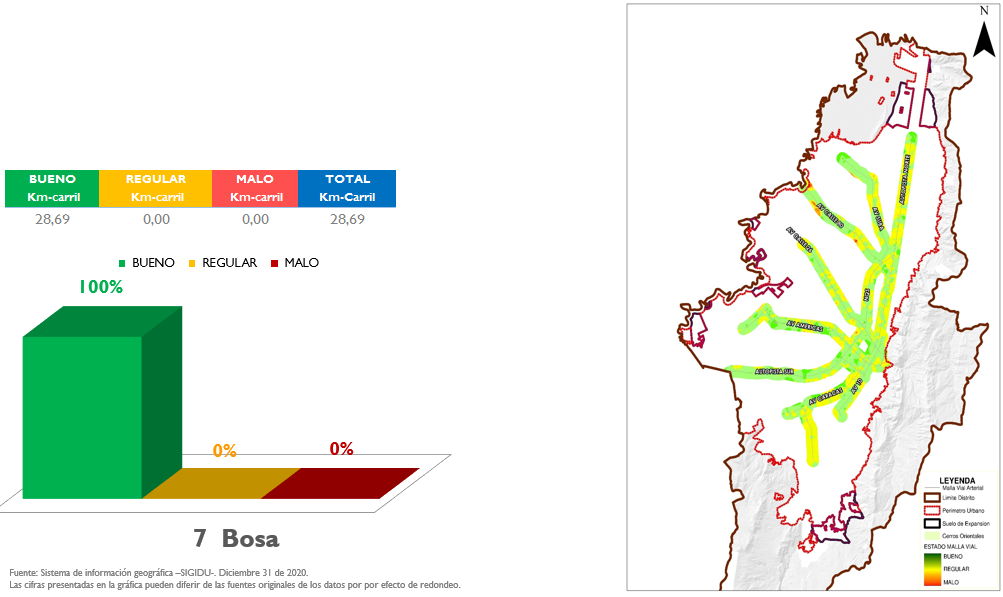 BUENO REGULAR MALO TOTAL
Km-carril Km-carril Km-carril Km-Carril
28,69 0,00 0,00 28,69
BUENO REGULAR MALO
100%
0% 0%
7 Bosa
Fuente: Sistema de información geográfica –SIGIDU-. Diciembre 31 de 2020.
Las cifras presentadas en la gráfica pueden diferir de las fuentes originales de los datos por por efecto de redondeo.
N
AUTOPISTA NORTE
AV SUBA
AV CALLE 80
NQS
AV AMERICAS
AUTOPISTA SUR
AV CARACAS
AV 10
LEYENDA
Malla Vial Arterial
Limite Distrito
Perimetro Urbano
Suelo de Expansion
Cerros Orientales
ESTADO MALLA VIAL
BUENO
REGULAR
MALO